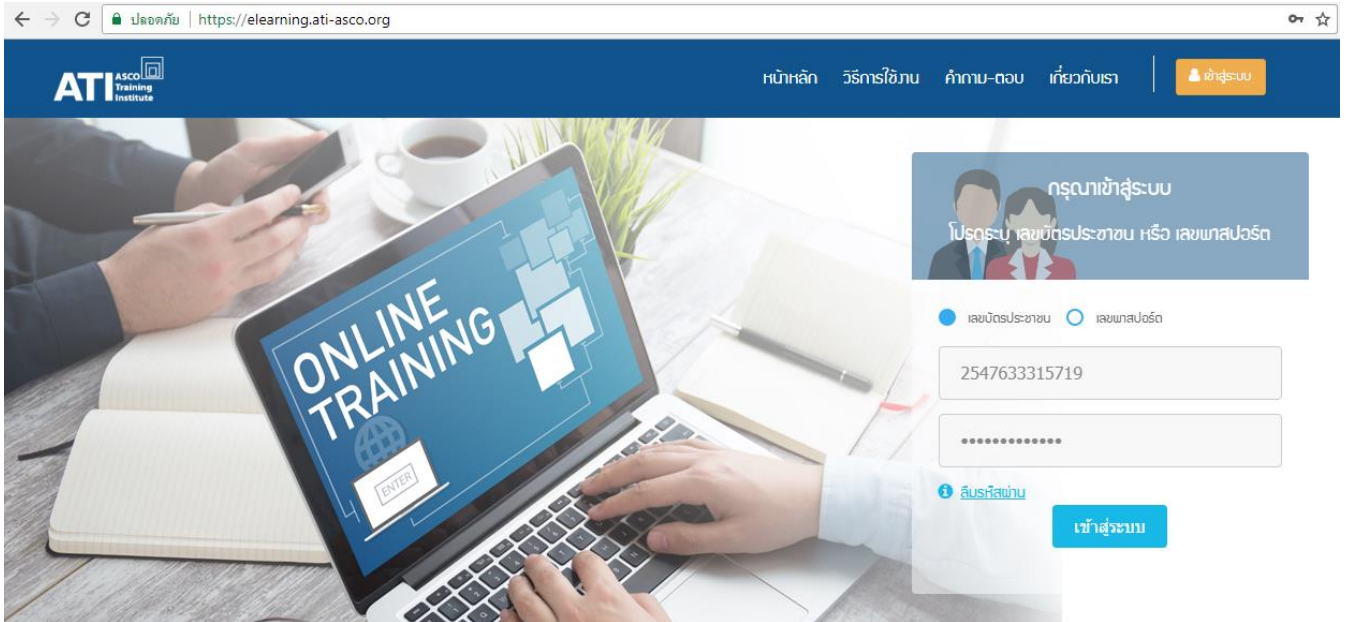 ปลอดภัย | https://elearning.ati-asco.org
ATI ASCO Training Institute
หน้าหลัก วิธีการใช้งาน คำถาม-ตอบ เกี่ยวกับเรา เข้าสู่ระบบ
กรุณาเข้าสู่ระบบ
โปรดระบุ เลขบัตรประชาชน หรือ เลขพาสปอร์ต
เลขบัตรประชาชน เลขพาสปอร์ต
2547633315719
•••••••••••••
ลืมรหัสผ่าน
เข้าสู่ระบบ
ONLINE
TRAINING
ENTER